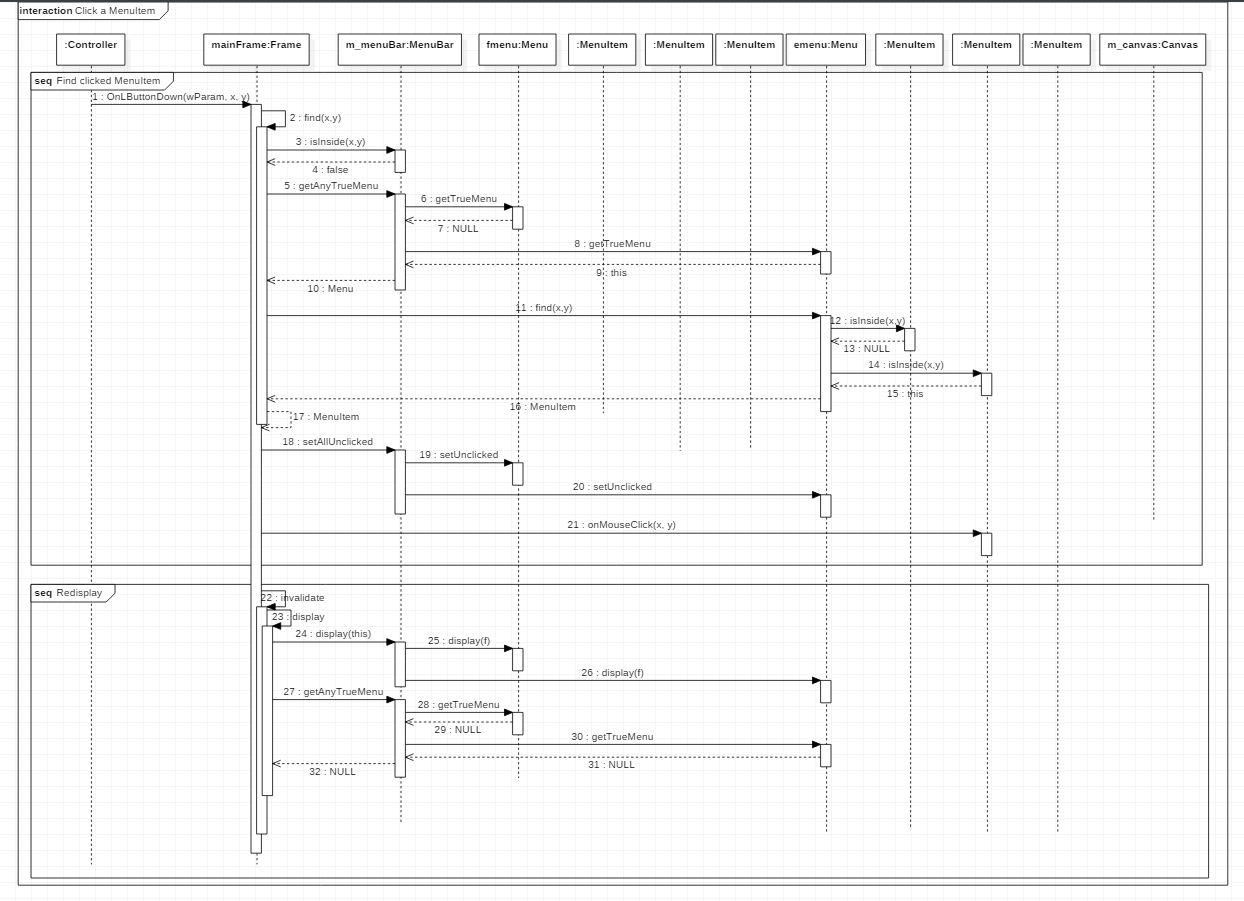 interaction Click a MenuItem
:Controller
mainFrame:Frame
m_menuBar:MenuBar
fmenu:Menu
:MenuItem
:MenuItem
:MenuItem
emenu:Menu
:MenuItem
:MenuItem
:MenuItem
m_canvas:Canvas
seq Find clicked MenuItem
1 : OnLButtonDown(wParam, x, y)
2 : find(x,y)
3 : isInside(x,y)
4 : false
5 : getAnyTrueMenu
6 : getTrueMenu
7 : NULL
8 : getTrueMenu
9 : this
10 : Menu
11 : find(x,y)
12 : isInside(x,y)
13 : NULL
14 : isInside(x,y)
15 : this
16 : MenuItem
17 : MenuItem
18 : setAllUnclicked
19 : setUnclicked
20 : setUnclicked
21 : onMouseClick(x, y)
seq Redisplay
22 : invalidate
23 : display
24 : display(this)
25 : display(f)
26 : display(f)
27 : getAnyTrueMenu
28 : getTrueMenu
29 : NULL
30 : getTrueMenu
31 : NULL
32 : NULL